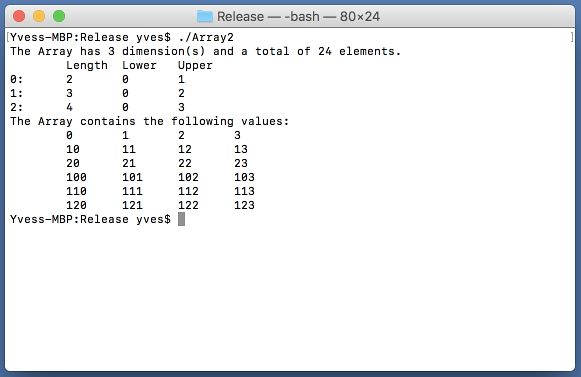 Release — -bash — 80×24
Yvess-MBP:Release yves$ ./Array2
The Array has 3 dimension(s) and a total of 24 elements.
Length Lower Upper
0: 2 0 1
1: 3 0 2
2: 4 0 3
The Array contains the following values:
0 1 2 3
10 11 12 13
20 21 22 23
100 101 102 103
110 111 112 113
120 121 122 123
Yvess-MBP:Release yves$